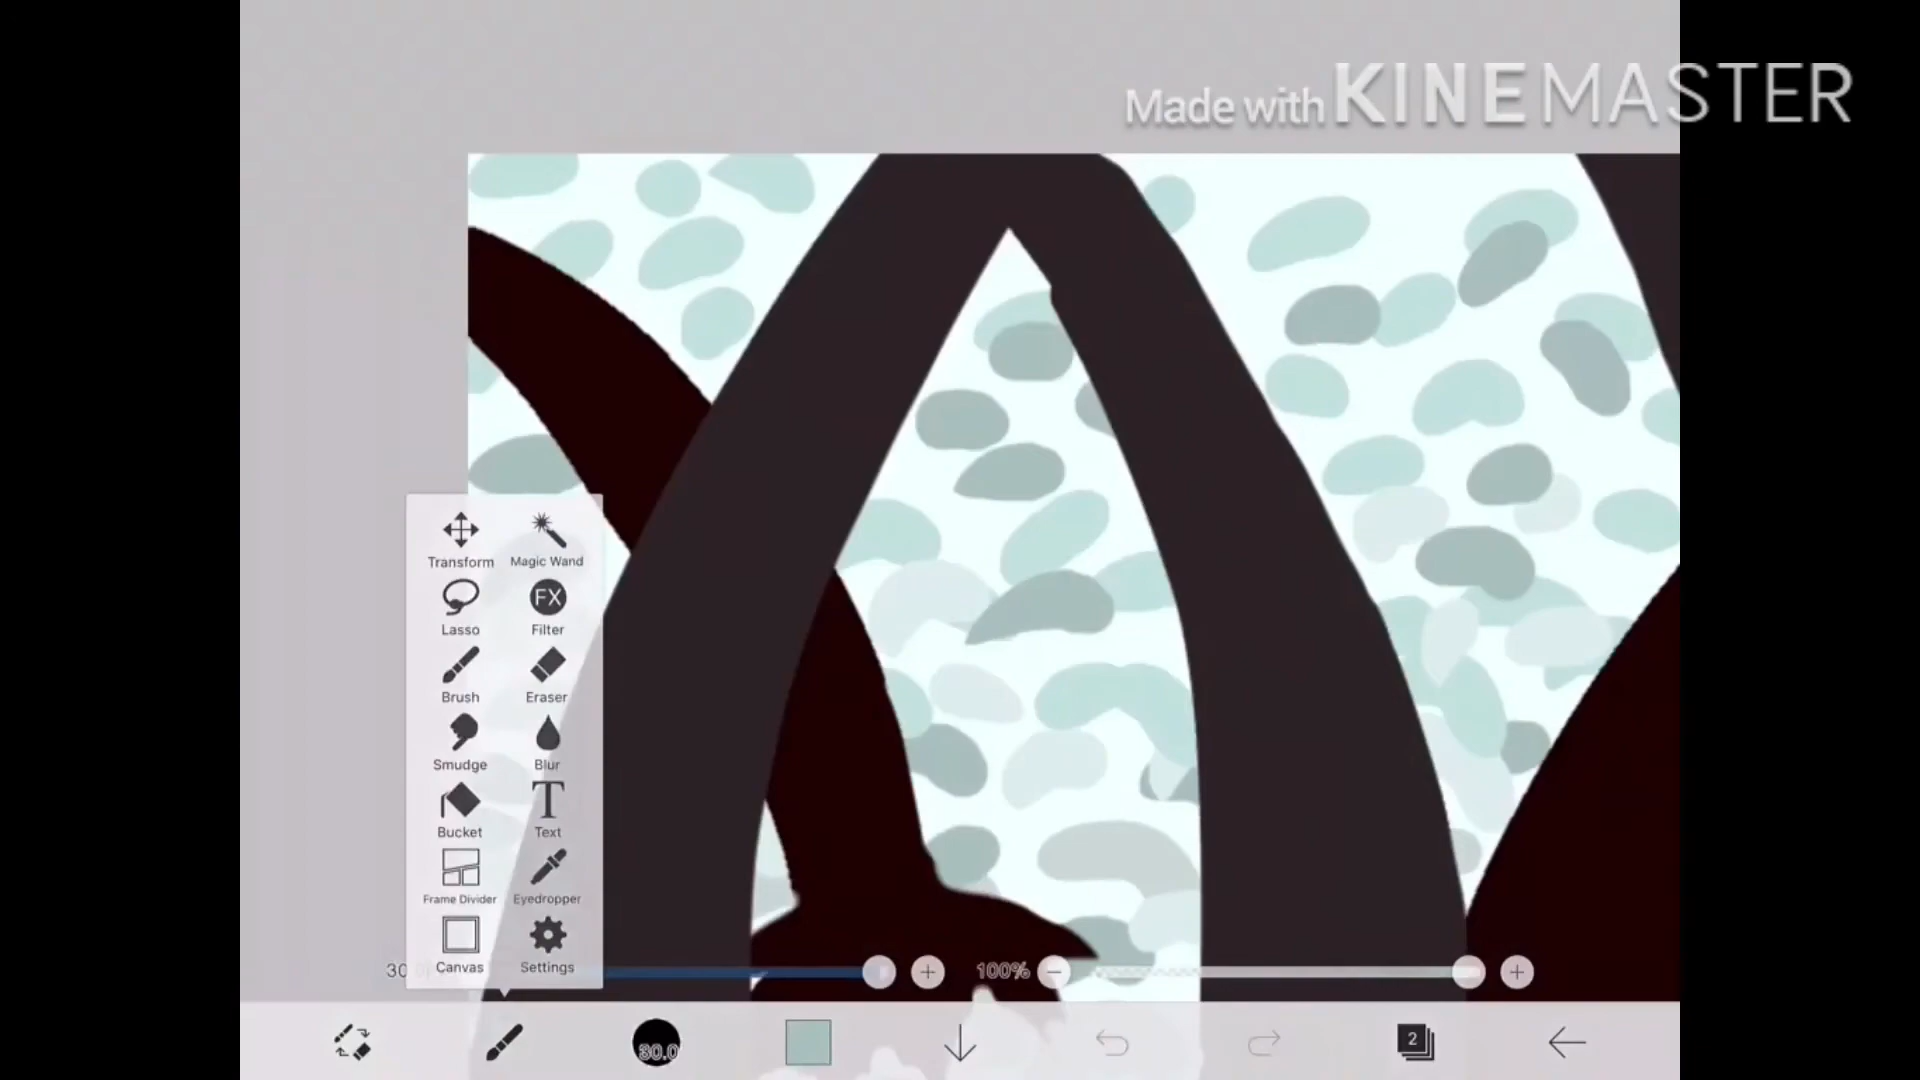 Made with KINEMASTER
Transform Magic Wand
Lasso Filter
FX
Brush Eraser
Smudge Blur
Bucket Text
Frame Divider Eyedropper
Canvas Settings
30
100%
30.0
2